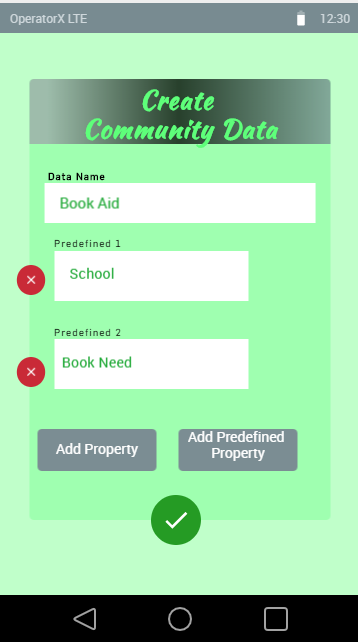 OperatorX LTE 12:30
Create
Community Data
Data Name
Book Aid
Predefined 1
School
Predefined 2
Book Need
Add Property
Add Predefined
Property